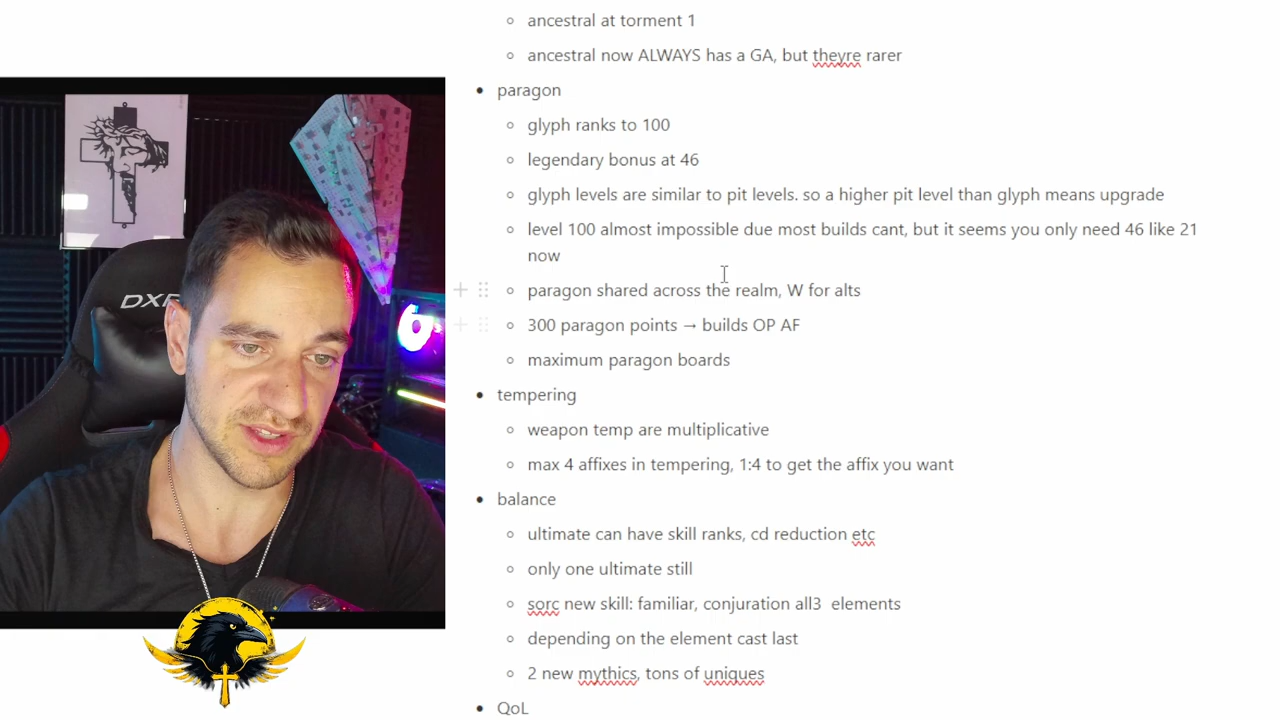 ancestral at torment 1
ancestral now ALWAYS has a GA, but theyre rarer
paragon
glyph ranks to 100
legendary bonus at 46
glyph levels are similar to pit levels. so a higher pit level than glyph means upgrade
level 100 almost impossible due most builds cant, but it seems you only need 46 like 21
now
paragon shared across the realm, W for alts
300 paragon points → builds OP AF
maximum paragon boards
tempering
weapon temp are multiplicative
max 4 affixes in tempering, 1:4 to get the affix you want
balance
ultimate can have skill ranks, cd reduction etc
only one ultimate still
sorc new skill: familiar, conjuration all3  elements
depending on the element cast last
2 new mythics, tons of uniques
QoL
DXR